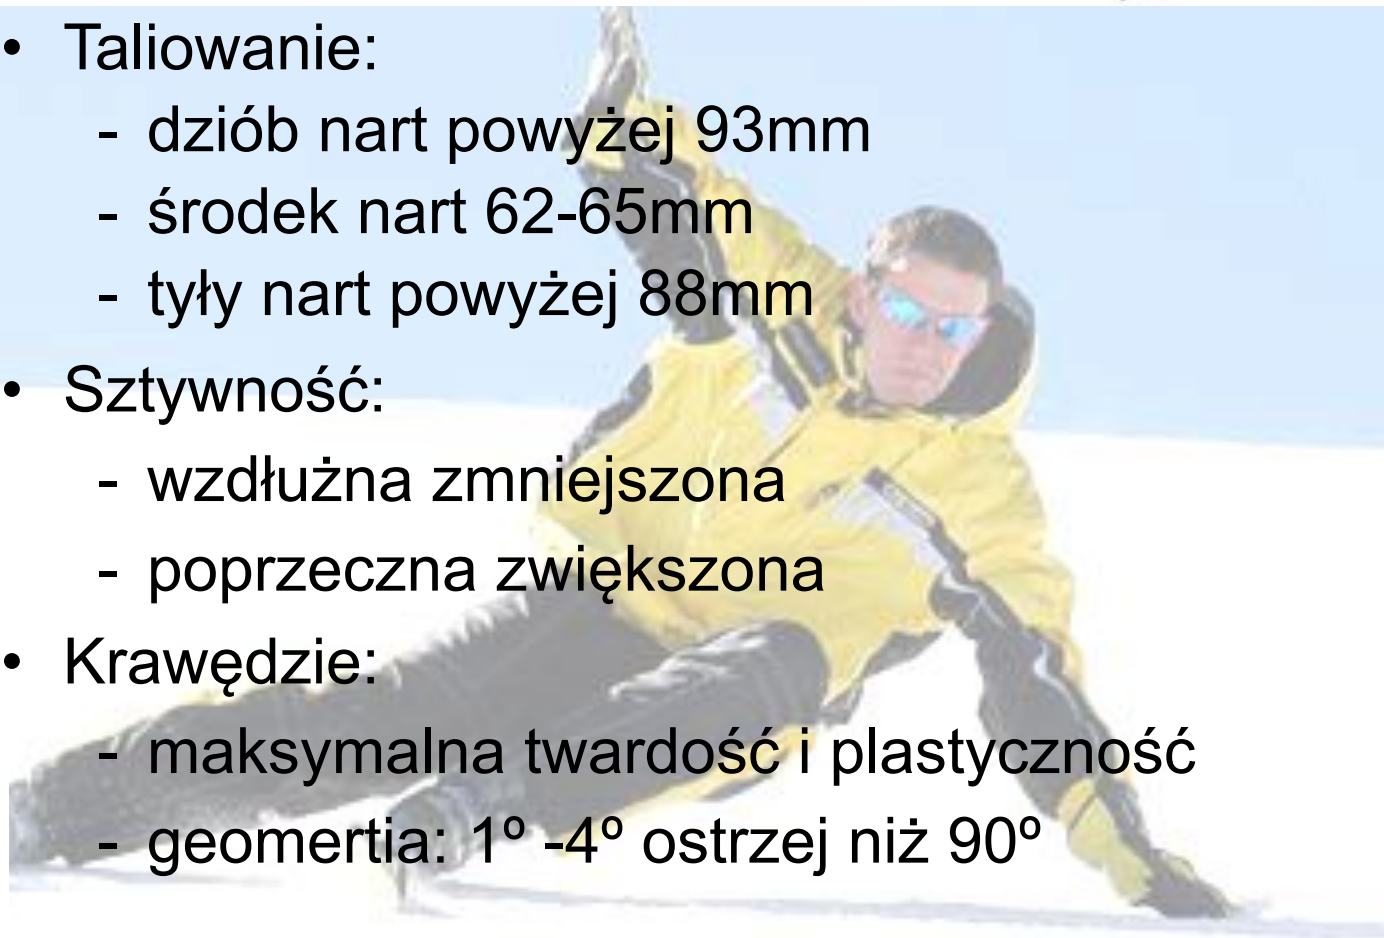 • Taliowanie:
- dziób nart powyżej 93mm
- środek nart 62-65mm
- tyły nart powyżej 88mm
• Sztywność:
- wzdłużna zmniejszona
- poprzeczna zwiększona
• Krawędzie:
- maksymalna twardość i plastyczność
- geomertia: 1º -4º ostrzej niż 90º